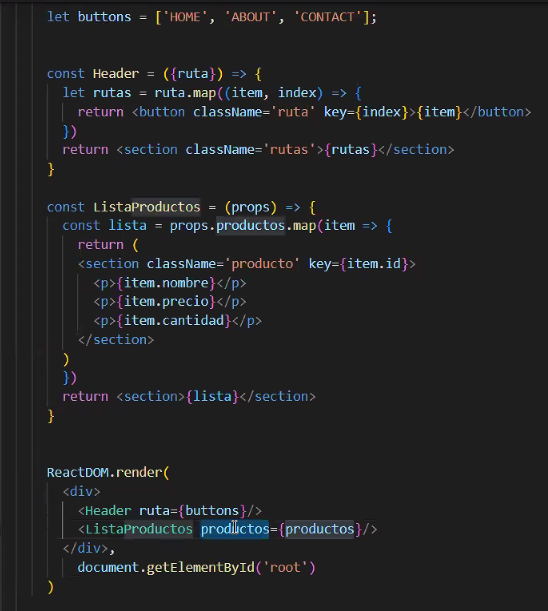 let buttons = ['HOME', 'ABOUT', 'CONTACT'];
const Header = ({ruta}) => {
let rutas = ruta.map((item, index) => {
return <button className='ruta' key={index}>{item}</button>
})
return <section className='rutas'>{rutas}</section>
}
const ListaProductos = (props) => {
const lista = props.productos.map(item => {
return (
<section className='producto' key={item.id}>
<p>{item.nombre}</p>
<p>{item.precio}</p>
<p>{item.cantidad}</p>
</section>
)
})
return <section>{lista}</section>
}
ReactDOM.render(
<div>
<Header ruta={buttons}/>
<ListaProductos productos={productos}/>
</div>,
document.getElementById('root')
)